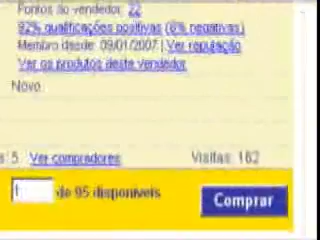 Pontos do vendedor: 22
92% qualificações positivas (8% negativas)
Membro desde: 09/01/2007 | Ver reputação
Ver os produtos deste vendedor
Novo
s: 5 Ver compradores Visitas: 162
1 de 95 disponíveis Comprar